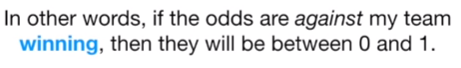 In other words, if the odds are against my team
winning, then they will be between 0 and 1.